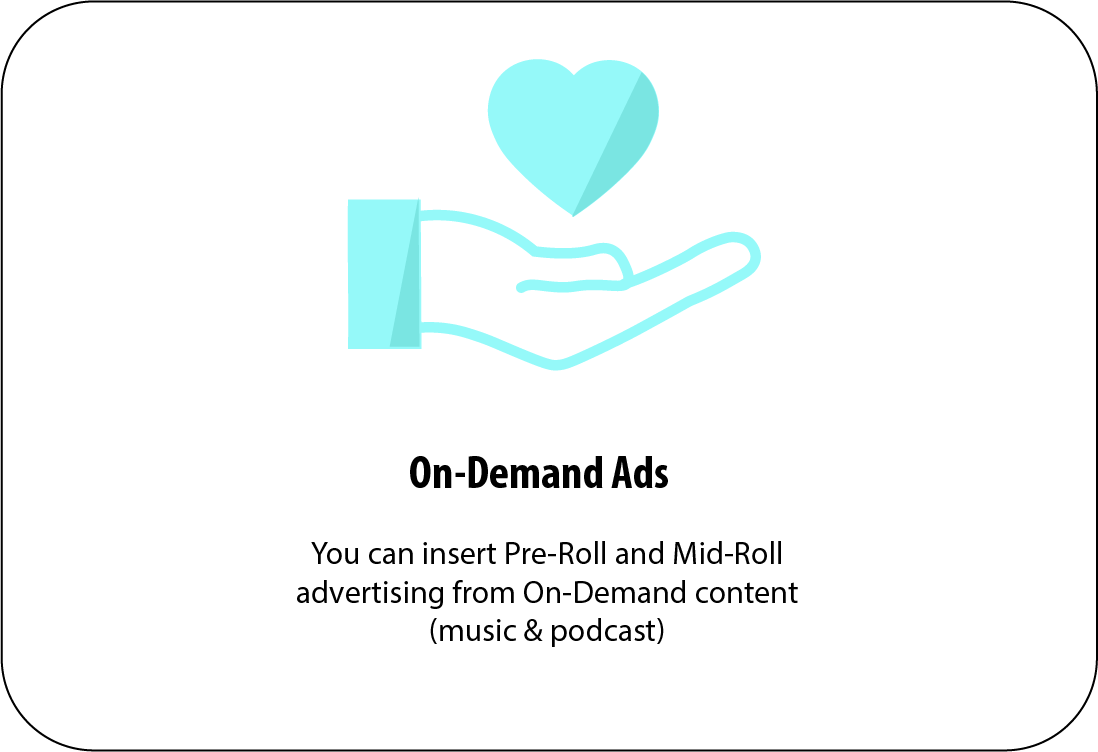 On-Demand Ads
You can insert Pre-Roll and Mid-Roll
advertising from On-Demand content
(music & podcast)